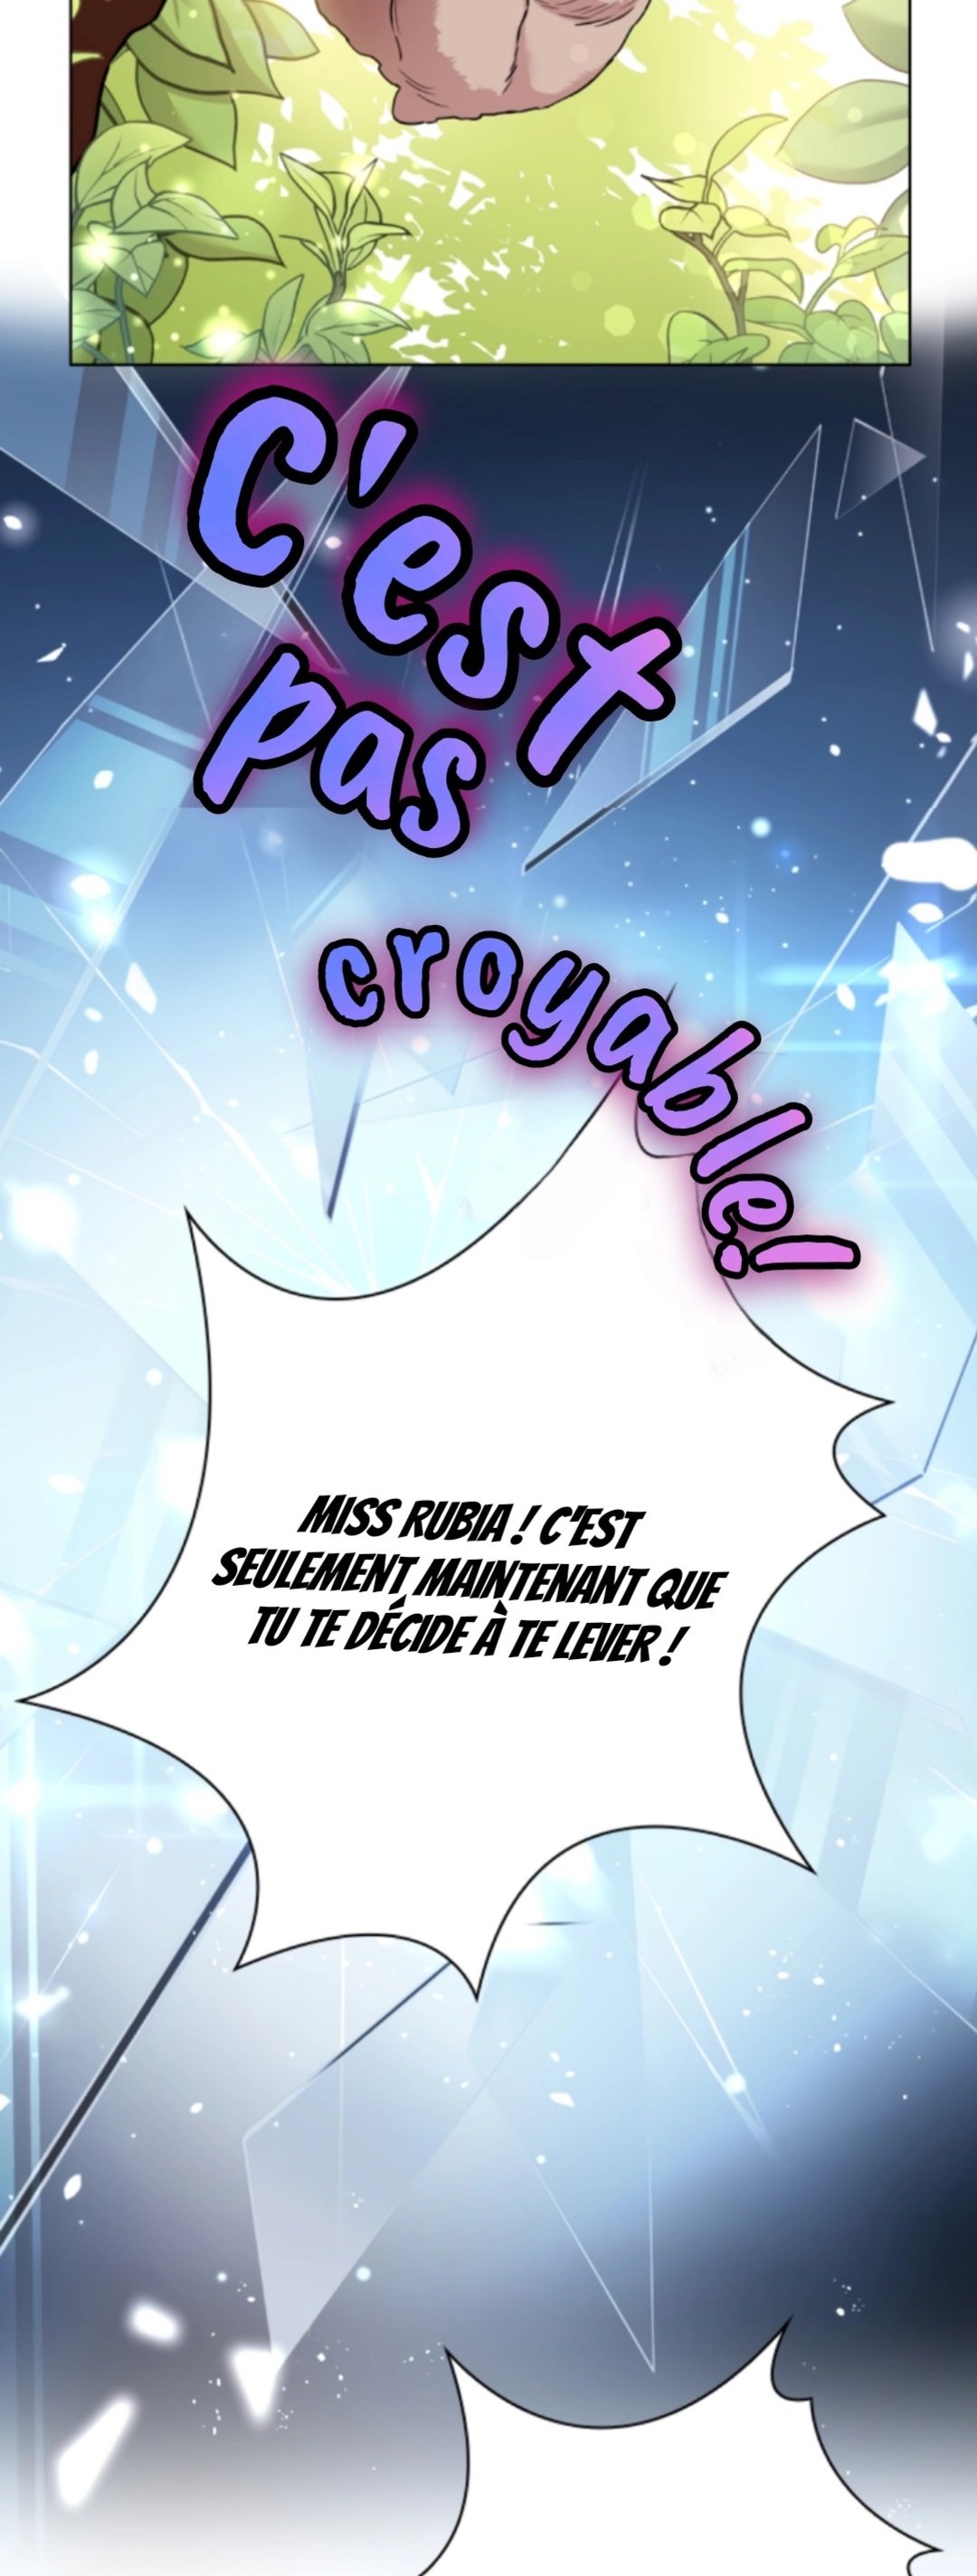 C'est
pas
croyable!
MISS RUBIA ! C'EST
SEULEMENT MAINTENANT QUE
TU TE DÉCIDE À TE LEVER !